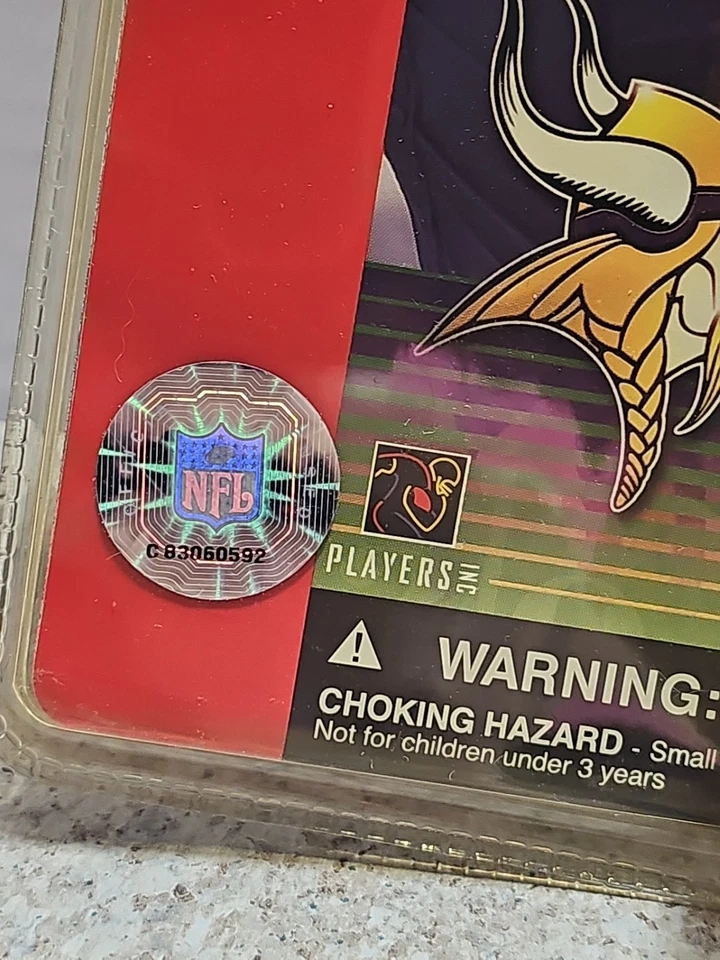 NFL
C 83060592
PLAYERS INC
WARNING:
CHOKING HAZARD - Small
Not for children under 3 years